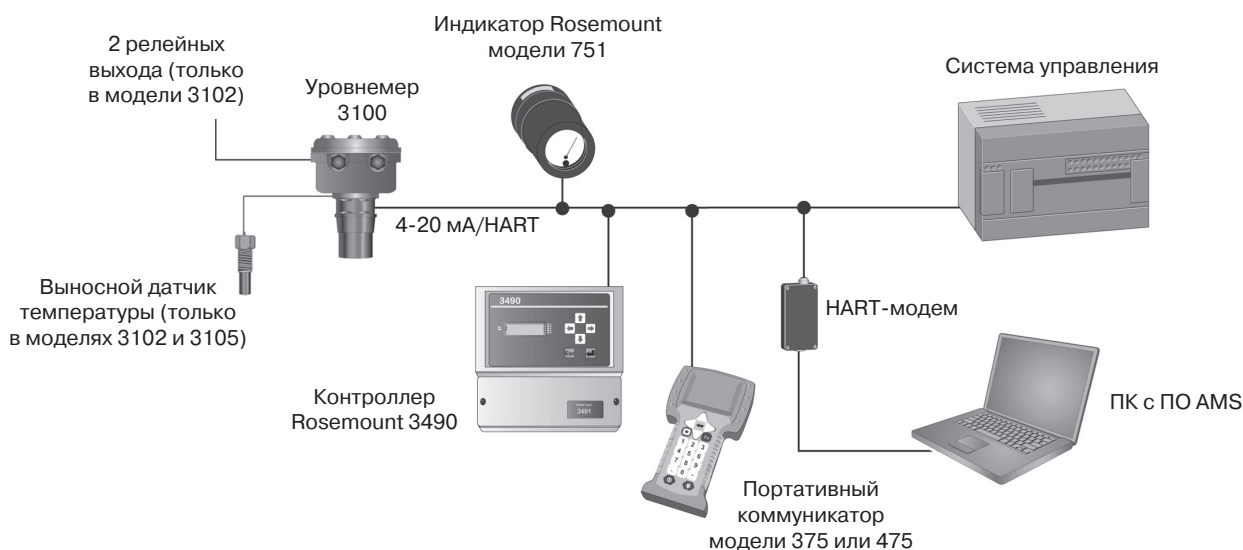 Индикатор Rosemount
модели 751
2 релейных
выхода (только
в модели 3102)
Уровнемер
3100
Система управления
4-20 мА/HART
Выносной датчик
температуры (только
в моделях 3102 и 3105)
3490
HART-модем
Контроллер
Rosemount 3490
3491
ПК с ПО AMS
Портативный
коммуникатор
модели 375 или 475